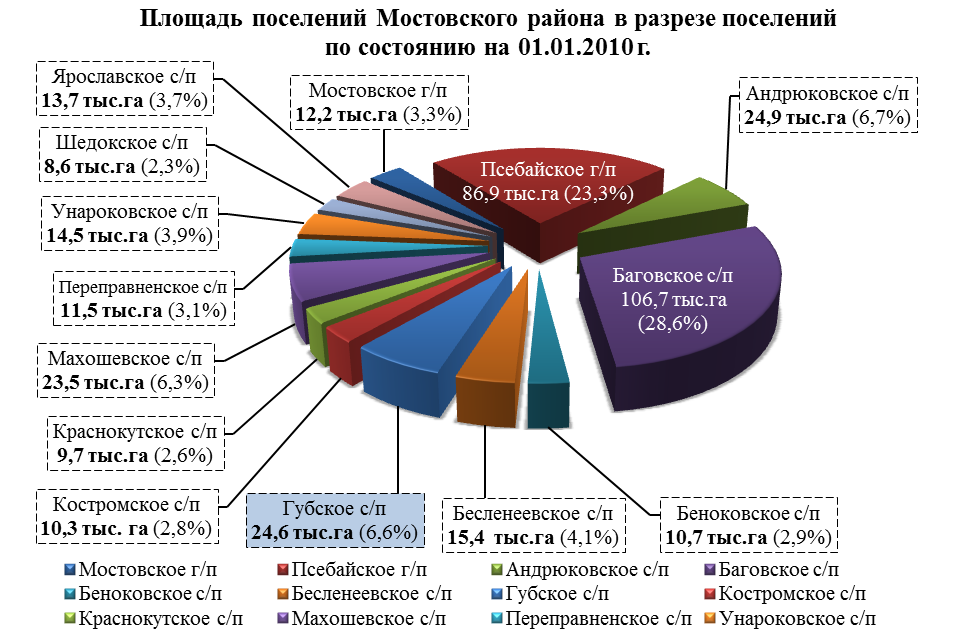 Площадь поселений Мостовского района в разрезе поселений
по состоянию на 01.01.2010 г.
Ярославское с/п
13,7 тыс.га (3,7%)
Мостовское г/п
12,2 тыс.га (3,3%)
Андрюковское с/п
24,9 тыс.га (6,7%)
Шедокское с/п
8,6 тыс.га (2,3%)
Псебайское г/п
86,9 тыс.га (23,3%)
Унароковское с/п
14,5 тыс.га (3,9%)
Баговское с/п
106,7 тыс.га
(28,6%)
Переправненское с/п
11,5 тыс.га (3,1%)
Махошевское с/п
23,5 тыс.га (6,3%)
Краснокутское с/п
9,7 тыс.га (2,6%)
Костромское с/п
10,3 тыс. га (2,8%)
Губское с/п
24,6 тыс.га (6,6%)
Бесленеевское с/п
15,4 тыс.га (4,1%)
Беноковское с/п
10,7 тыс.га (2,9%)
Мостовское г/п Псебайское г/п Андрюковское с/п Баговское с/п
Беноковское с/п Бесленеевское с/п Губское с/п Костромское с/п
Краснокутское с/п Махошевское с/п Переправненское с/п Унароковское с/п